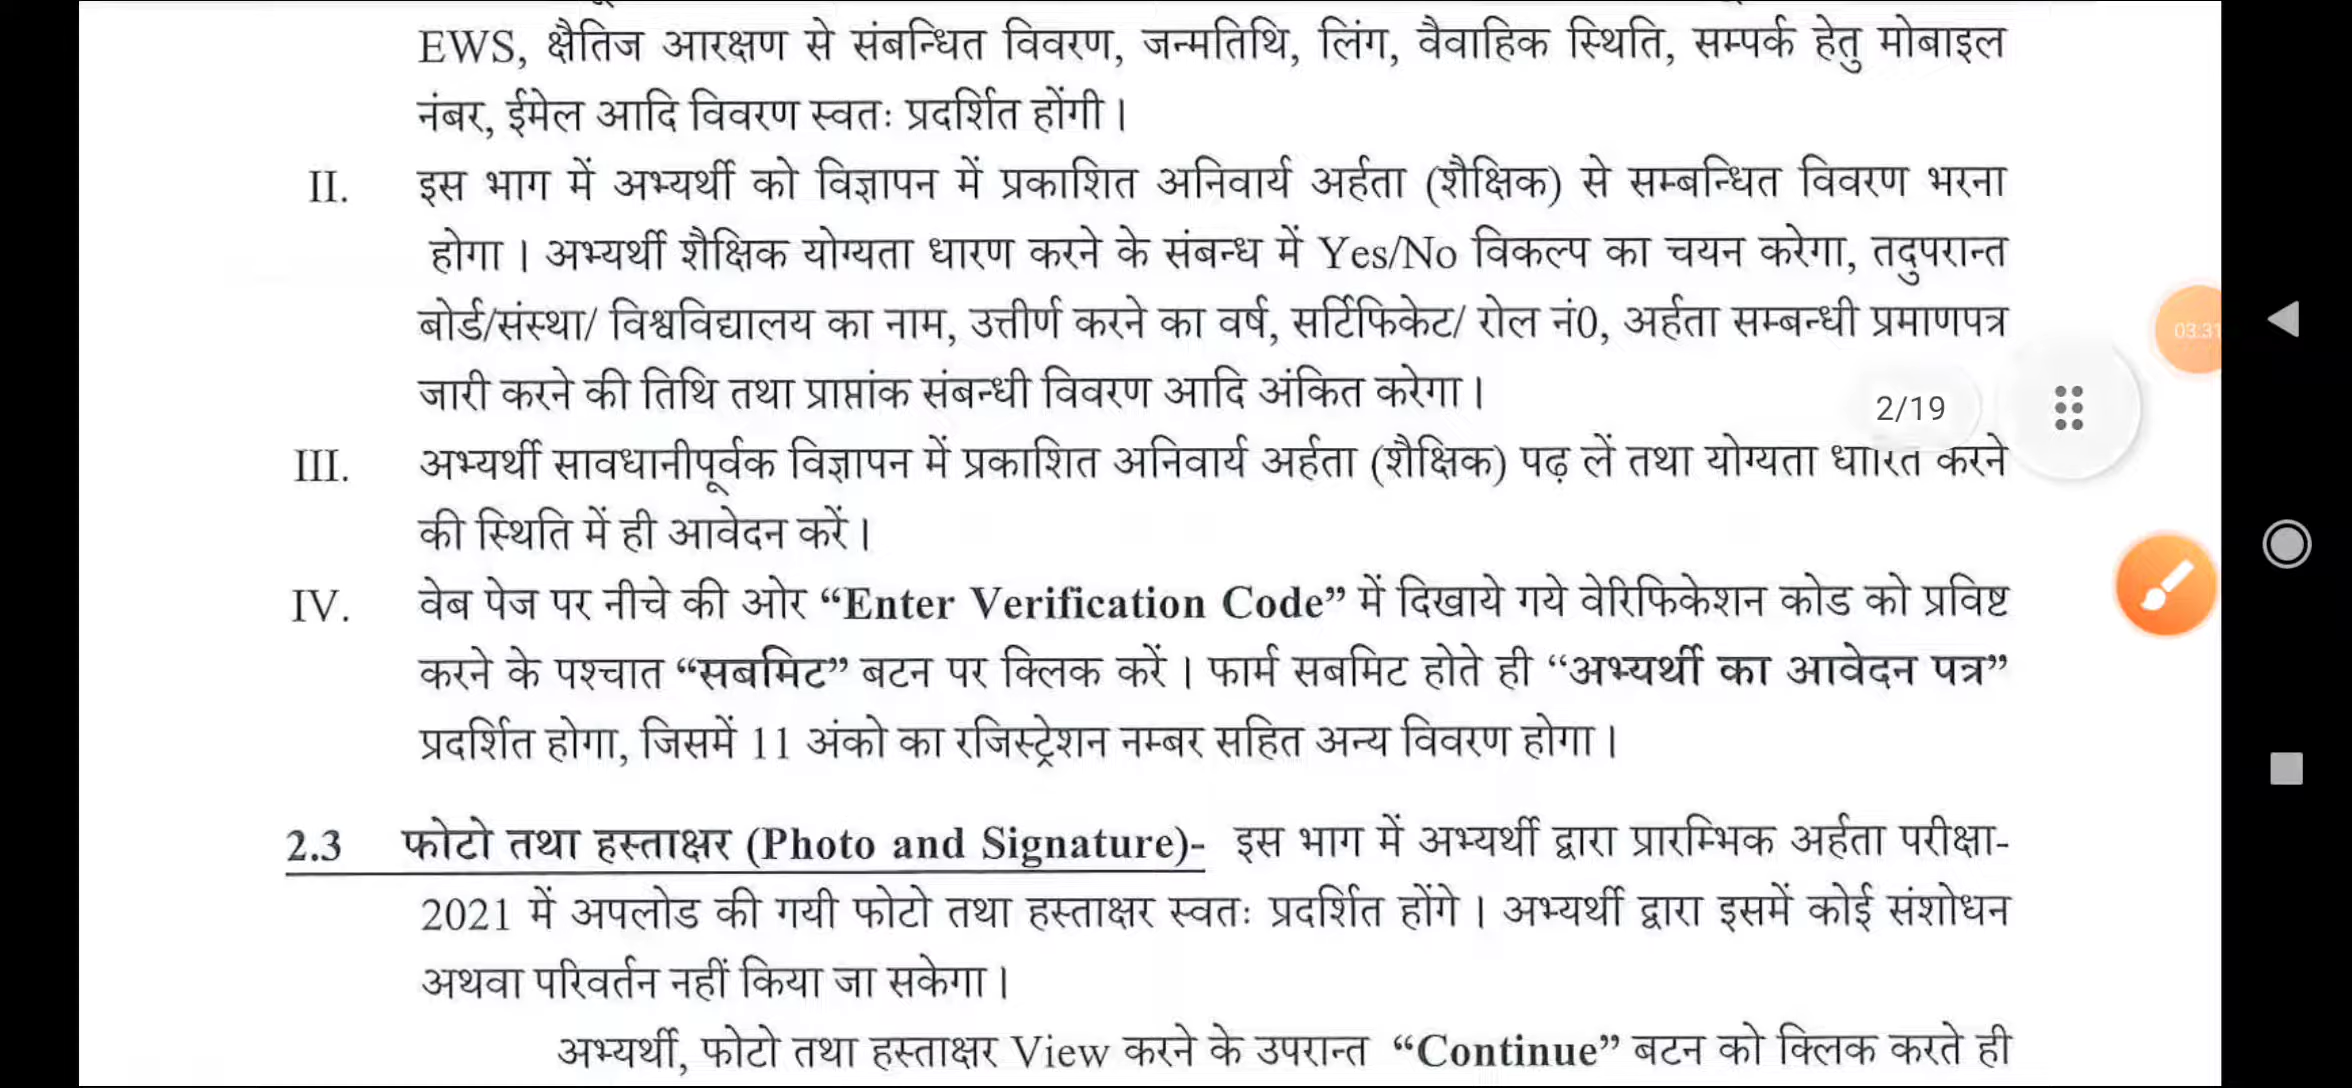 EWS, क्षैतिज आरक्षण से संबन्धित विवरण, जन्मतिथि, लिंग, वैवाहिक स्थिति, सम्पर्क हेतु मोबाइल
नंबर, ईमेल आदि विवरण स्वतः प्रदर्शित होंगी।
II. इस भाग में अभ्यर्थी को विज्ञापन में प्रकाशित अनिवार्य अर्हता (शैक्षिक) से सम्बन्धित विवरण भरना
होगा। अभ्यर्थी शैक्षिक योग्यता धारण करने के संबन्ध में Yes/No विकल्प का चयन करेगा, तदुपरान्त
बोर्ड/संस्था/ विश्वविद्यालय का नाम, उत्तीर्ण करने का वर्ष, सर्टिफिकेट/ रोल नं0, अर्हता सम्बन्धी प्रमाणपत्र
03:31
जारी करने की तिथि तथा प्राप्तांक संबन्धी विवरण आदि अंकित करेगा।
2/19
III. अभ्यर्थी सावधानीपूर्वक विज्ञापन में प्रकाशित अनिवार्य अर्हता (शैक्षिक) पढ़ लें तथा योग्यता धारित करने
की स्थिति में ही आवेदन करें।
IV. वेब पेज पर नीचे की ओर “Enter Verification Code” में दिखाये गये वेरिफिकेशन कोड को प्रविष्ट
करने के पश्चात “सबमिट” बटन पर क्लिक करें। फार्म सबमिट होते ही “अभ्यर्थी का आवेदन पत्र”
प्रदर्शित होगा, जिसमें 11 अंको का रजिस्ट्रेशन नम्बर सहित अन्य विवरण होगा।
2.3 फोटो तथा हस्ताक्षर (Photo and Signature)- इस भाग में अभ्यर्थी द्वारा प्रारम्भिक अर्हता परीक्षा-
2021 में अपलोड की गयी फोटो तथा हस्ताक्षर स्वतः प्रदर्शित होंगे। अभ्यर्थी द्वारा इसमें कोई संशोधन
अथवा परिवर्तन नहीं किया जा सकेगा।
अभ्यर्थी, फोटो तथा हस्ताक्षर View करने के उपरान्त “Continue” बटन को क्लिक करते ही